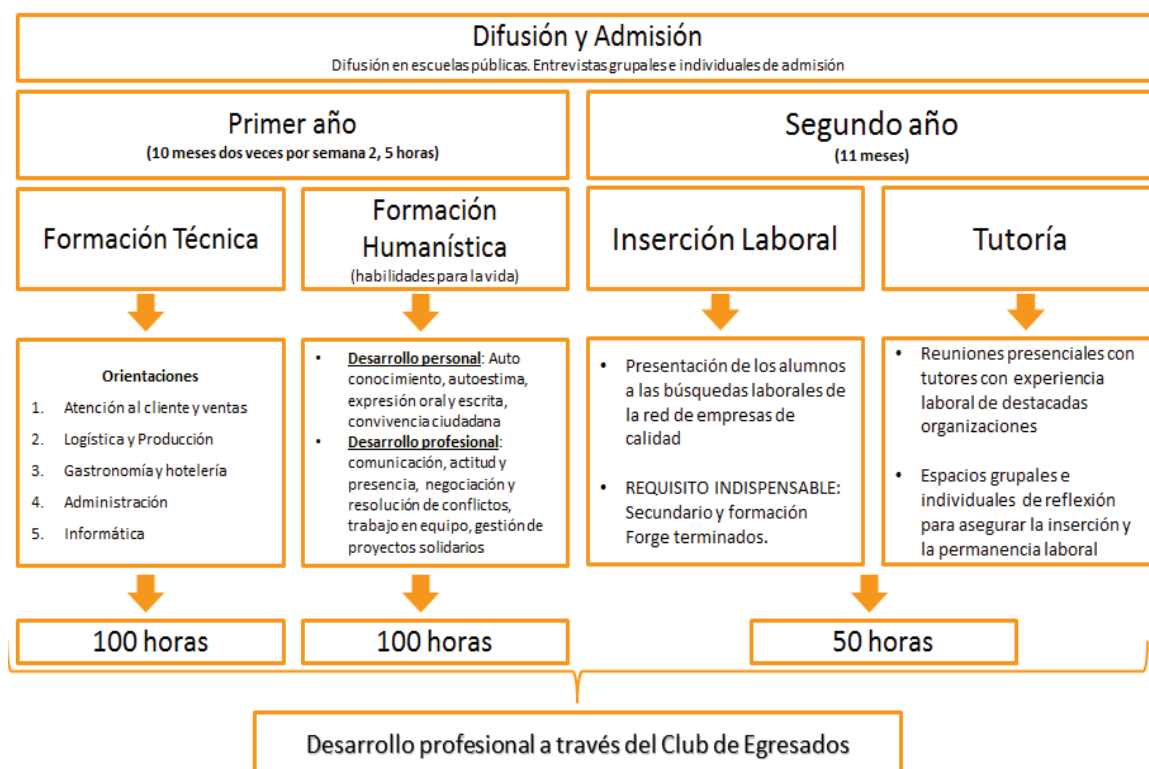 Difusión y Admisión
Difusión en escuelas públicas. Entrevistas grupales e individuales de admisión
Primer año
(10 meses dos veces por semana 2, 5 horas)
Segundo año
(11 meses)
Formación Técnica
Formación
Humanística
(habilidades para la vida)
Inserción Laboral
Tutoría
Orientaciones
1. Atención al cliente y ventas
2. Logística y Producción
3. Gastronomía y hotelería
4. Administración
5. Informática
• Desarrollo personal: Auto
conocimiento, autoestima,
expresión oral y escrita,
convivencia ciudadana
• Desarrollo profesional:
comunicación, actitud y
presencia, negociación y
resolución de conflictos,
trabajo en equipo, gestión de
proyectos solidarios
• Presentación de los alumnos
a las búsquedas laborales de
la red de empresas de
calidad
• REQUISITO INDISPENSABLE:
Secundario y formación
Forge terminados.
• Reuniones presenciales con
tutores con experiencia
laboral de destacadas
organizaciones
• Espacios grupales e
individuales de reflexión
para asegurar la inserción y
la permanencia laboral
100 horas
100 horas
50 horas
Desarrollo profesional a través del Club de Egresados